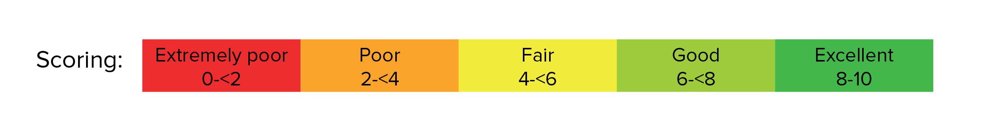 Scoring:
Extremely poor
0-<2
Poor
2-<4
Fair
4-<6
Good
6-<8
Excellent
8-10